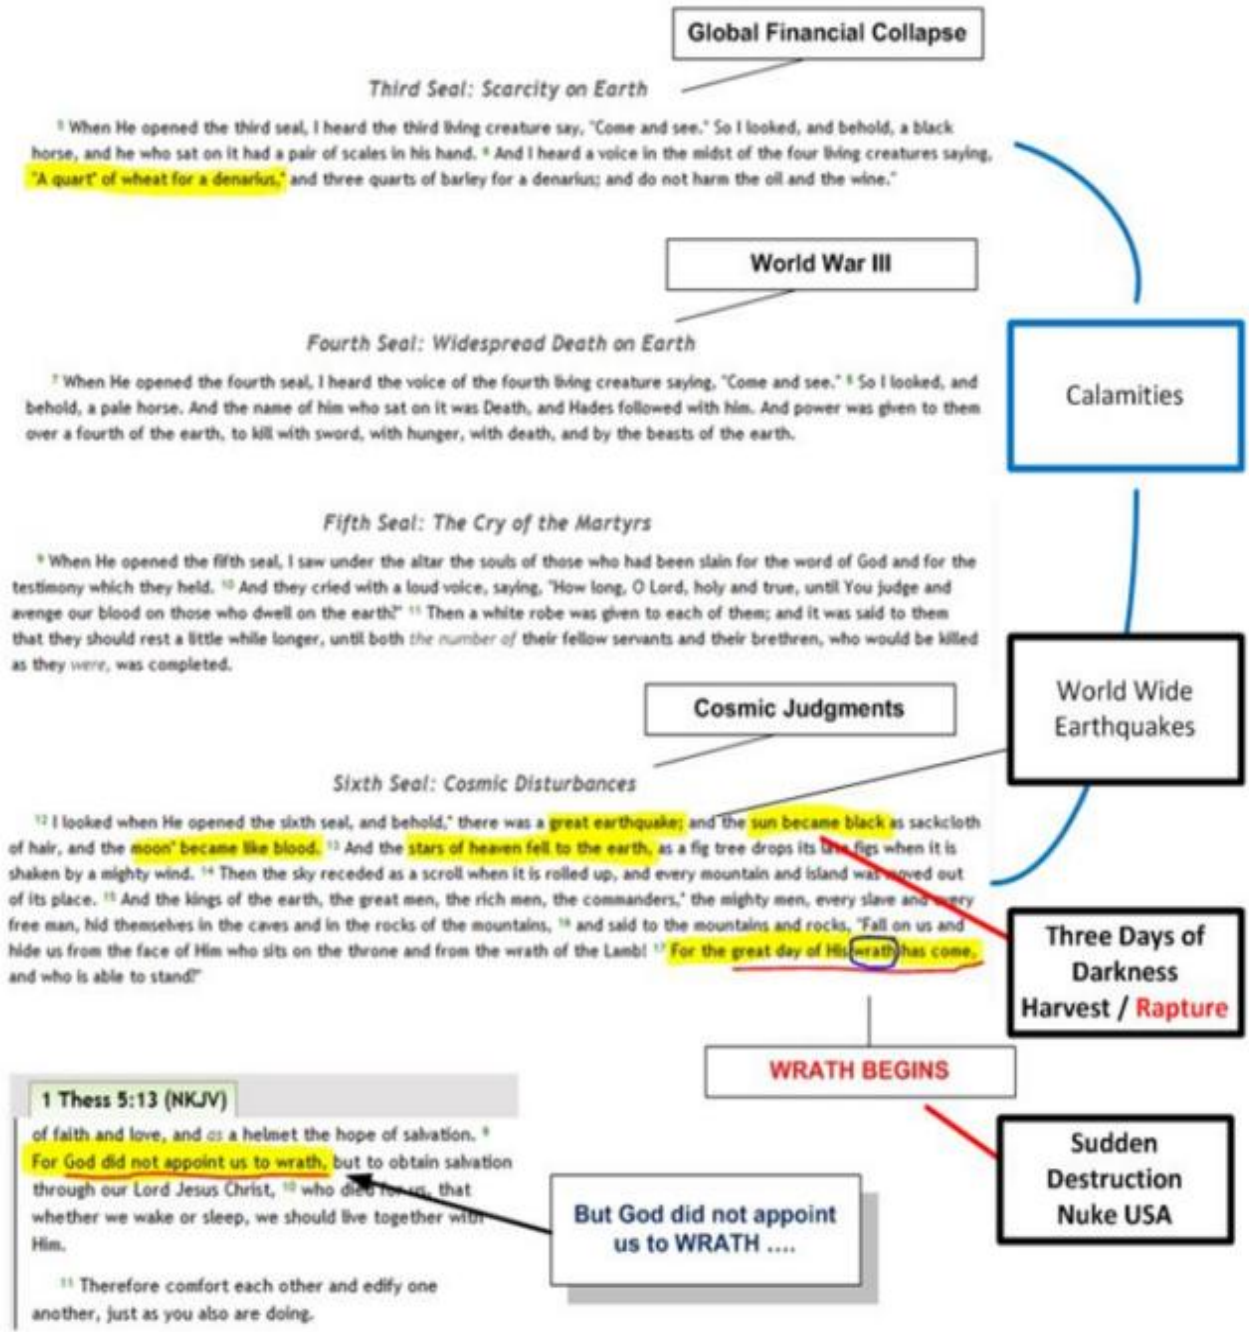 Global Financial Collapse
Third Seal: Scarcity on Earth
5 When He opened the third seal, I heard the third living creature say, "Come and see." So I looked, and behold, a black
horse, and he who sat on it had a pair of scales in his hand. 6 And I heard a voice in the midst of the four living creatures saying,
"A quart" of wheat for a denarius," and three quarts of barley for a denarius; and do not harm the oil and the wine."
World War III
Fourth Seal: Widespread Death on Earth
7 When He opened the fourth seal, I heard the voice of the fourth living creature saying, "Come and see." 8 So I looked, and
behold, a pale horse. And the name of him who sat on it was Death, and Hades followed with him. And power was given to them
over a fourth of the earth, to kill with sword, with hunger, with death, and by the beasts of the earth.
Calamities
Fifth Seal: The Cry of the Martyrs
9 When He opened the fifth seal, I saw under the altar the souls of those who had been slain for the word of God and for the
testimony which they held. 10 And they cried with a loud voice, saying, "How long, O Lord, holy and true, until You judge and
avenge our blood on those who dwell on the earth?" 11 Then a white robe was given to each of them; and it was said to them
that they should rest a little while longer, until both the number of their fellow servants and their brethren, who would be killed
as they were, was completed.
World Wide
Earthquakes
Cosmic Judgments
Sixth Seal: Cosmic Disturbances
12 I looked when He opened the sixth seal, and behold," there was a great earthquake; and the sun became black as sackcloth
of hair, and the moon" became like blood. 13 And the stars of heaven fell to the earth, as a fig tree drops its late figs when it is
shaken by a mighty wind. 14 Then the sky receded as a scroll when it is rolled up, and every mountain and island was moved out
of its place. 15 And the kings of the earth, the great men, the rich men, the commanders," the mighty men, every slave and every
free man, hid themselves in the caves and in the rocks of the mountains, 16 and said to the mountains and rocks, "Fall on us and
hide us from the face of Him who sits on the throne and from the wrath of the Lamb! 17 For the great day of His wrath has come,
and who is able to stand?"
Three Days of
Darkness
Harvest / Rapture
WRATH BEGINS
Sudden
Destruction
Nuke USA
1 Thess 5:13 (NKJV)
of faith and love, and as a helmet the hope of salvation. 9
For God did not appoint us to wrath, but to obtain salvation
through our Lord Jesus Christ, 10 who died for us, that
whether we wake or sleep, we should live together with
Him.
11 Therefore comfort each other and edify one
another, just as you also are doing.
But God did not appoint
us to WRATH ....